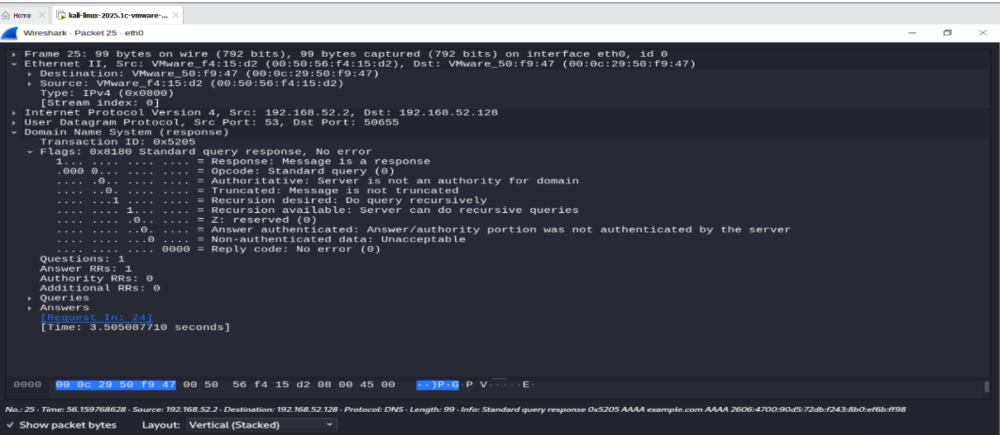 Home
kali-linux-2025.1c-vmware-...
Wireshark · Packet 25 · eth0
Frame 25: 99 bytes on wire (792 bits), 99 bytes captured (792 bits) on interface eth0, id 0
Ethernet II, Src: VMware_f4:15:d2 (00:50:56:f4:15:d2), Dst: VMware_50:f9:47 (00:0c:29:50:f9:47)
Destination: VMware_50:f9:47 (00:0c:29:50:f9:47)
Source: VMware_f4:15:d2 (00:50:56:f4:15:d2)
Type: IPv4 (0x0800)
[Stream index: 0]
Internet Protocol Version 4, Src: 192.168.52.2, Dst: 192.168.52.128
User Datagram Protocol, Src Port: 53, Dst Port: 50655
Domain Name System (response)
Transaction ID: 0x5205
Flags: 0x8180 Standard query response, No error
1... .... .... .... = Response: Message is a response
.000 0... .... .... = Opcode: Standard query (0)
.... .0.. .... .... = Authoritative: Server is not an authority for domain
.... ..0. .... .... = Truncated: Message is not truncated
.... ...1 .... .... = Recursion desired: Do query recursively
.... .... 1... .... = Recursion available: Server can do recursive queries
.... .... .0.. .... = Z: reserved (0)
.... .... ..0. .... = Answer authenticated: Answer/authority portion was not authenticated by the server
.... .... ...0 .... = Non-authenticated data: Unacceptable
.... .... .... 0000 = Reply code: No error (0)
Questions: 1
Answer RRs: 1
Authority RRs: 0
Additional RRs: 0
Queries
Answers
[Request In: 24]
[Time: 3.505087710 seconds]
0000 00 0c 29 50 f9 47 00 50 56 f4 15 d2 08 00 45 00 ··)P·G·P V·····E·
No.: 25 · Time: 56.159768628 · Source: 192.168.52.2 · Destination: 192.168.52.128 · Protocol: DNS · Length: 99 · Info: Standard query response 0x5205 AAAA example.com AAAA 2606:4700:90d5:72db:f243:8b0:ef6b:ff98
Show packet bytes Layout: Vertical (Stacked)